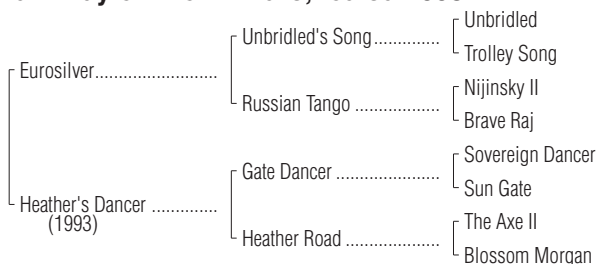 Unbridled
Unbridled's Song..............
Trolley Song
Eurosilver..........................
Nijinsky II
Russian Tango ..................
Brave Raj
Sovereign Dancer
Gate Dancer ......................
Sun Gate
Heather's Dancer ..............
(1993)
The Axe II
Heather Road ....................
Blossom Morgan